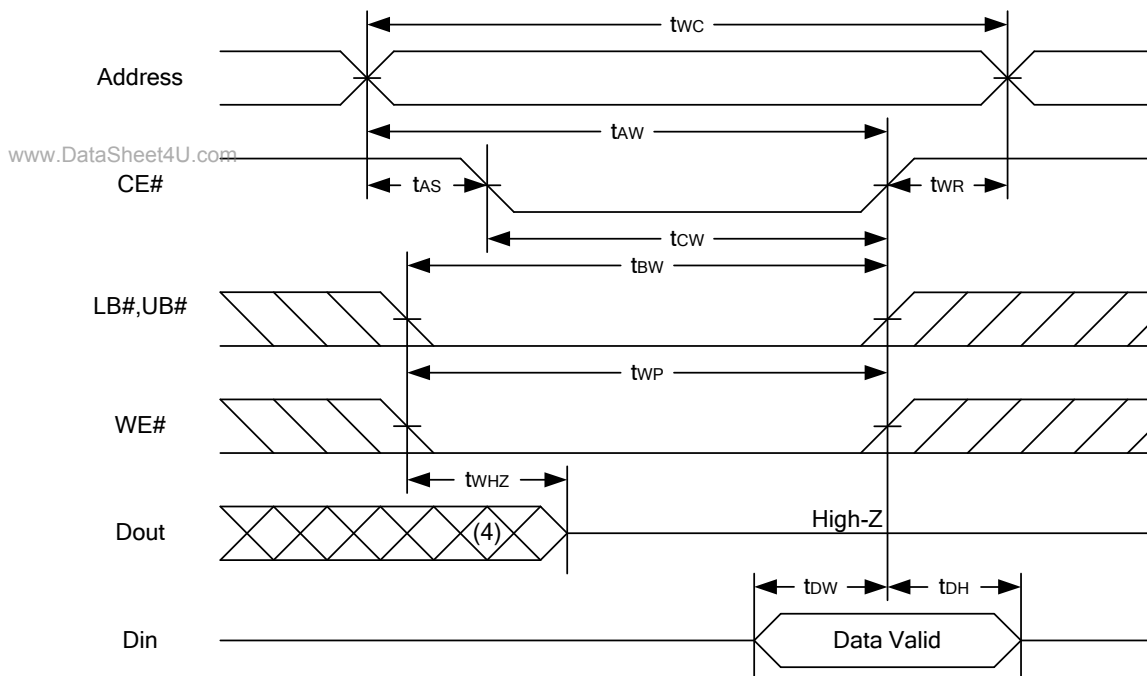 tWC
Address
tAW
www.DataSheet4U.com
CE#
tAS
tWR
tCW
tBW
LB#,UB#
tWP
WE#
tWHZ
Dout
(4)
High-Z
tDW
tDH
Din
Data Valid